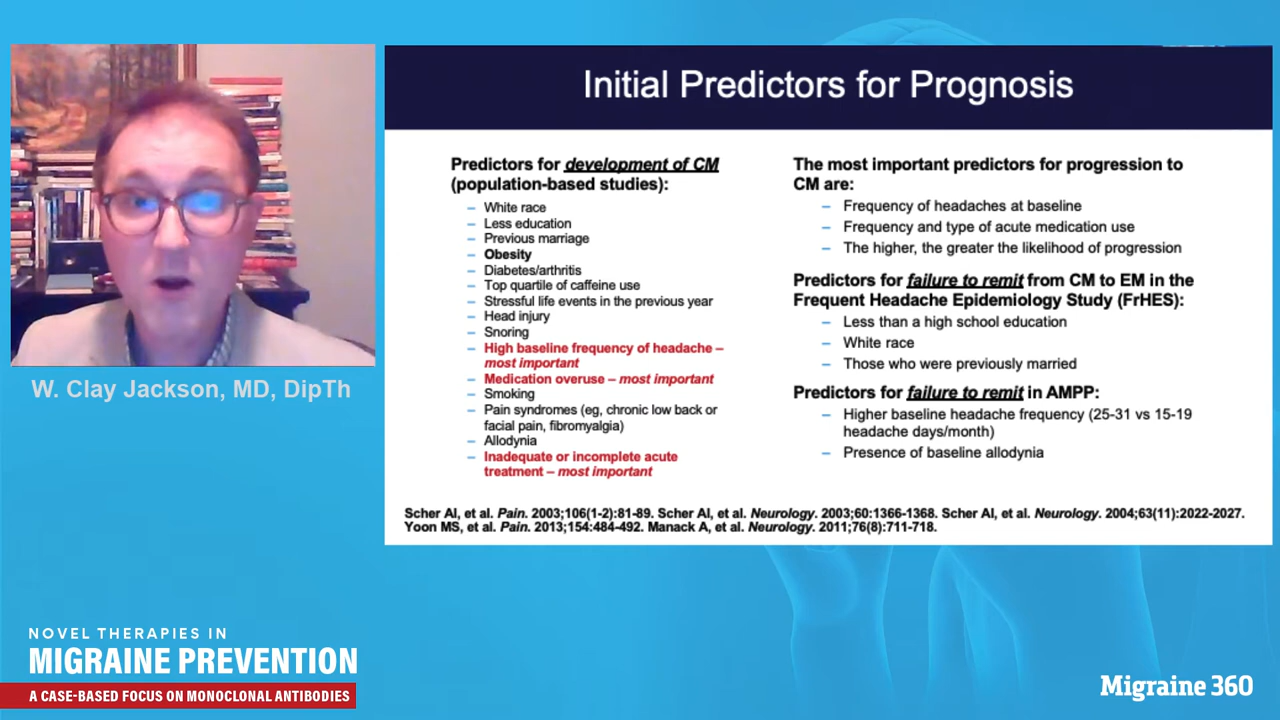 Initial Predictors for Prognosis
Predictors for development of CM
(population-based studies):
– White race
– Less education
– Previous marriage
– Obesity
– Diabetes/arthritis
– Top quartile of caffeine use
– Stressful life events in the previous year
– Head injury
– Snoring
– High baseline frequency of headache –
most important
– Medication overuse – most important
– Smoking
– Pain syndromes (eg, chronic low back or
facial pain, fibromyalgia)
– Allodynia
– Inadequate or incomplete acute
treatment – most important
The most important predictors for progression to
CM are:
– Frequency of headaches at baseline
– Frequency and type of acute medication use
– The higher, the greater the likelihood of progression
Predictors for failure to remit from CM to EM in the
Frequent Headache Epidemiology Study (FrHES):
– Less than a high school education
– White race
– Those who were previously married
Predictors for failure to remit in AMPP:
– Higher baseline headache frequency (25-31 vs 15-19
headache days/month)
– Presence of baseline allodynia
Scher AI, et al. Pain. 2003;106(1-2):81-89. Scher AI, et al. Neurology. 2003;60:1366-1368. Scher AI, et al. Neurology. 2004;63(11):2022-2027.
Yoon MS, et al. Pain. 2013;154:484-492. Manack A, et al. Neurology. 2011;76(8):711-718.
W. Clay Jackson, MD, DipTh
NOVEL THERAPIES IN
MIGRAINE PREVENTION
A CASE-BASED FOCUS ON MONOCLONAL ANTIBODIES
Migraine 360